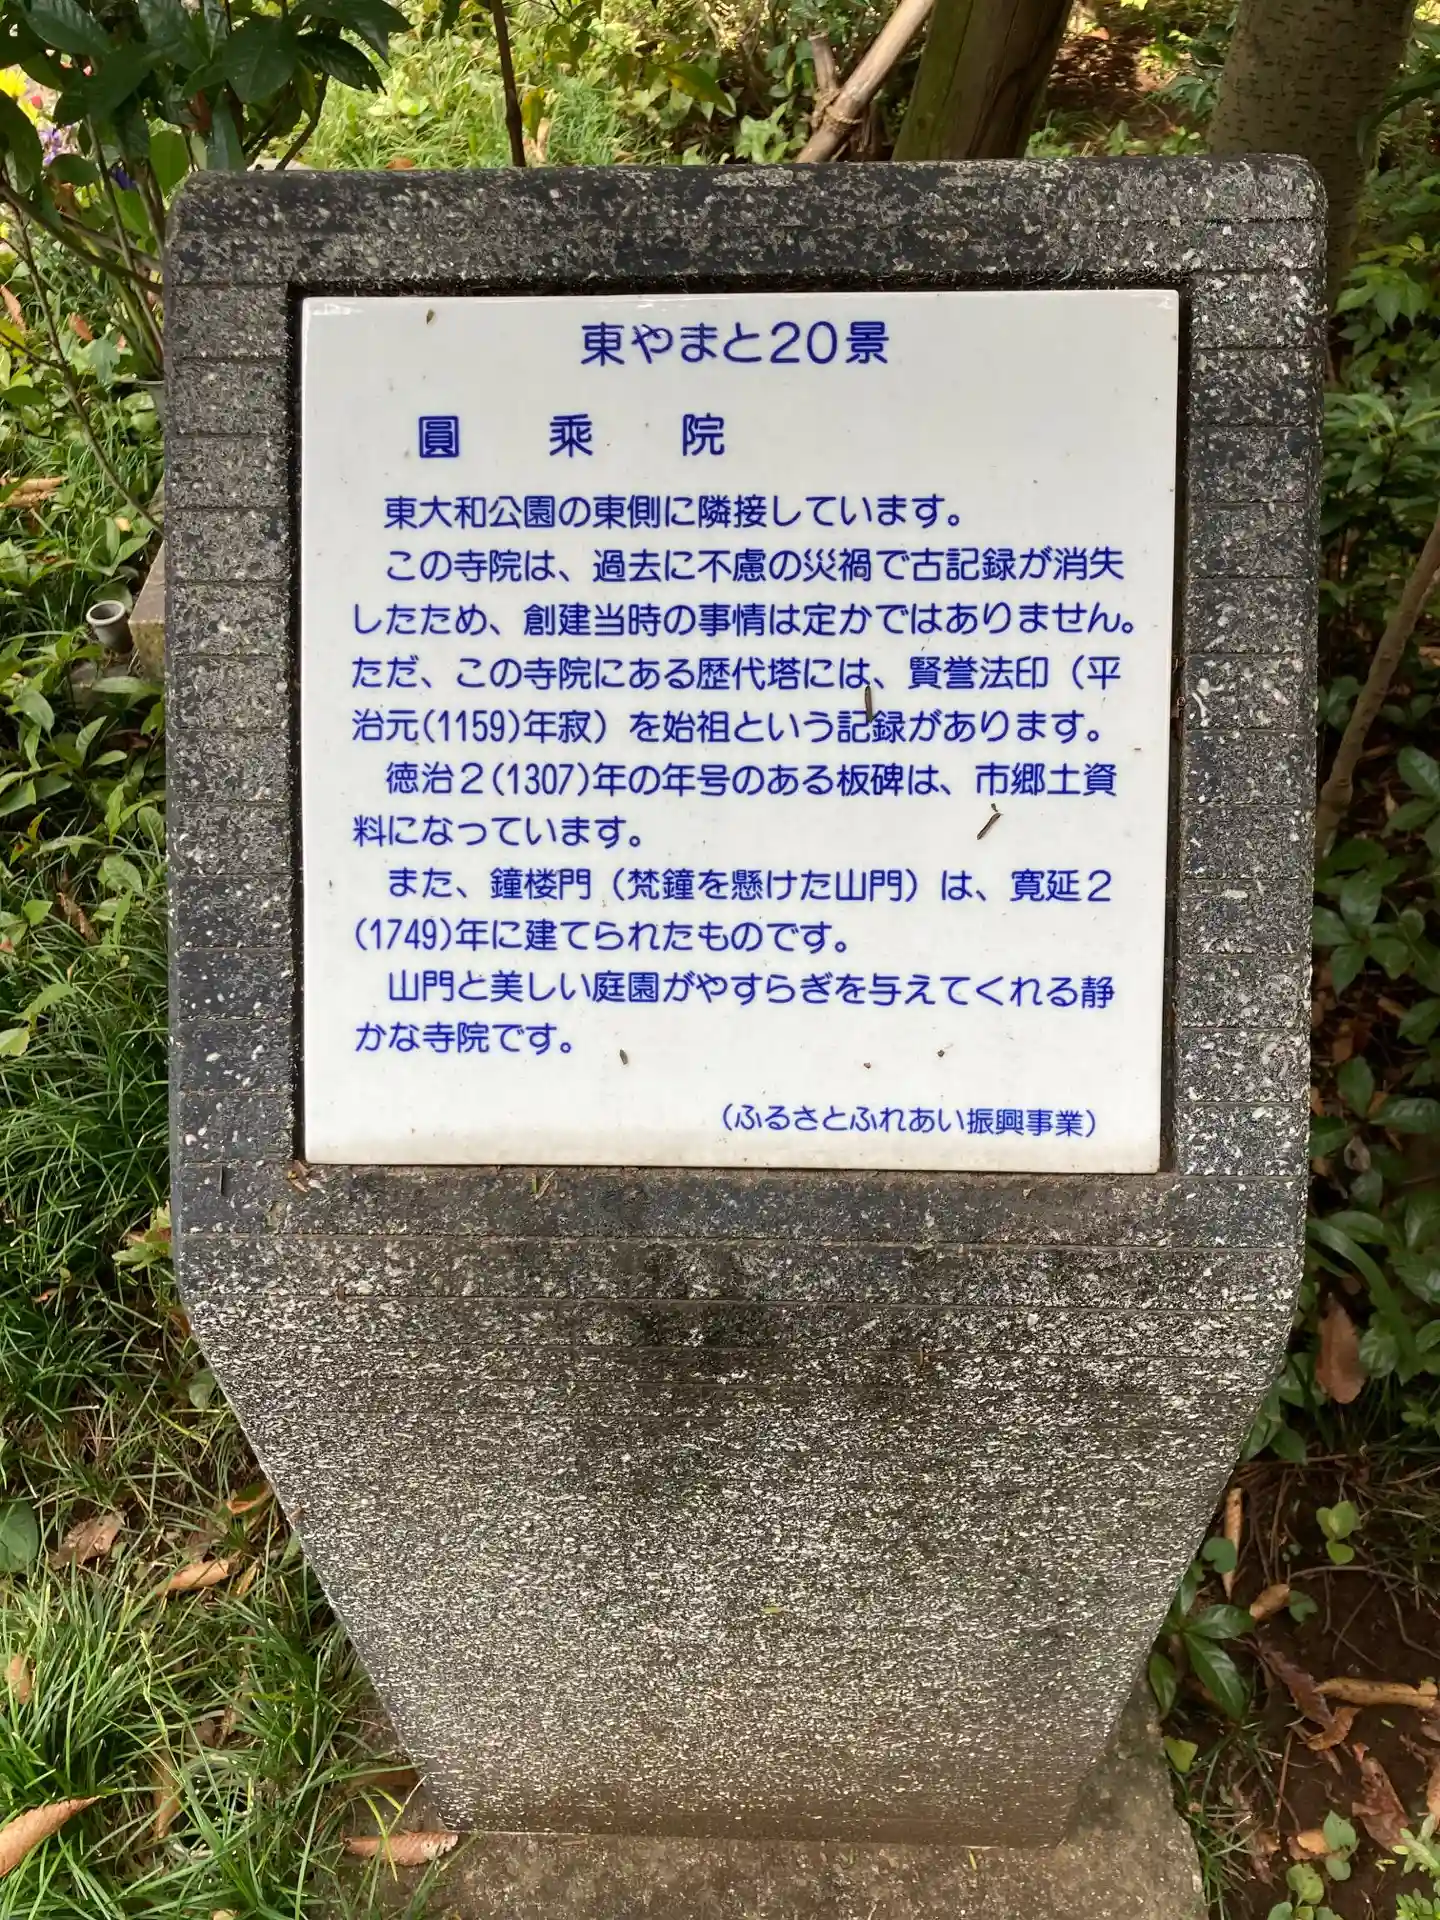 東やまと20景
圓乘院
東大和公園の東側に隣接しています。
この寺院は、過去に不慮の災禍で古記録が消失
したため、創建当時の事情は定かではありません。
ただ、この寺院にある歴代塔には、賢誉法印（平
治元(1159)年寂）を始祖という記録があります。
徳治２(1307)年の年号のある板碑は、市郷土資
料になっています。
また、鐘楼門（梵鐘を懸けた山門）は、寛延２
(1749)年に建てられたものです。
山門と美しい庭園がやすらぎを与えてくれる静
かな寺院です。
（ふるさとふれあい振興事業）